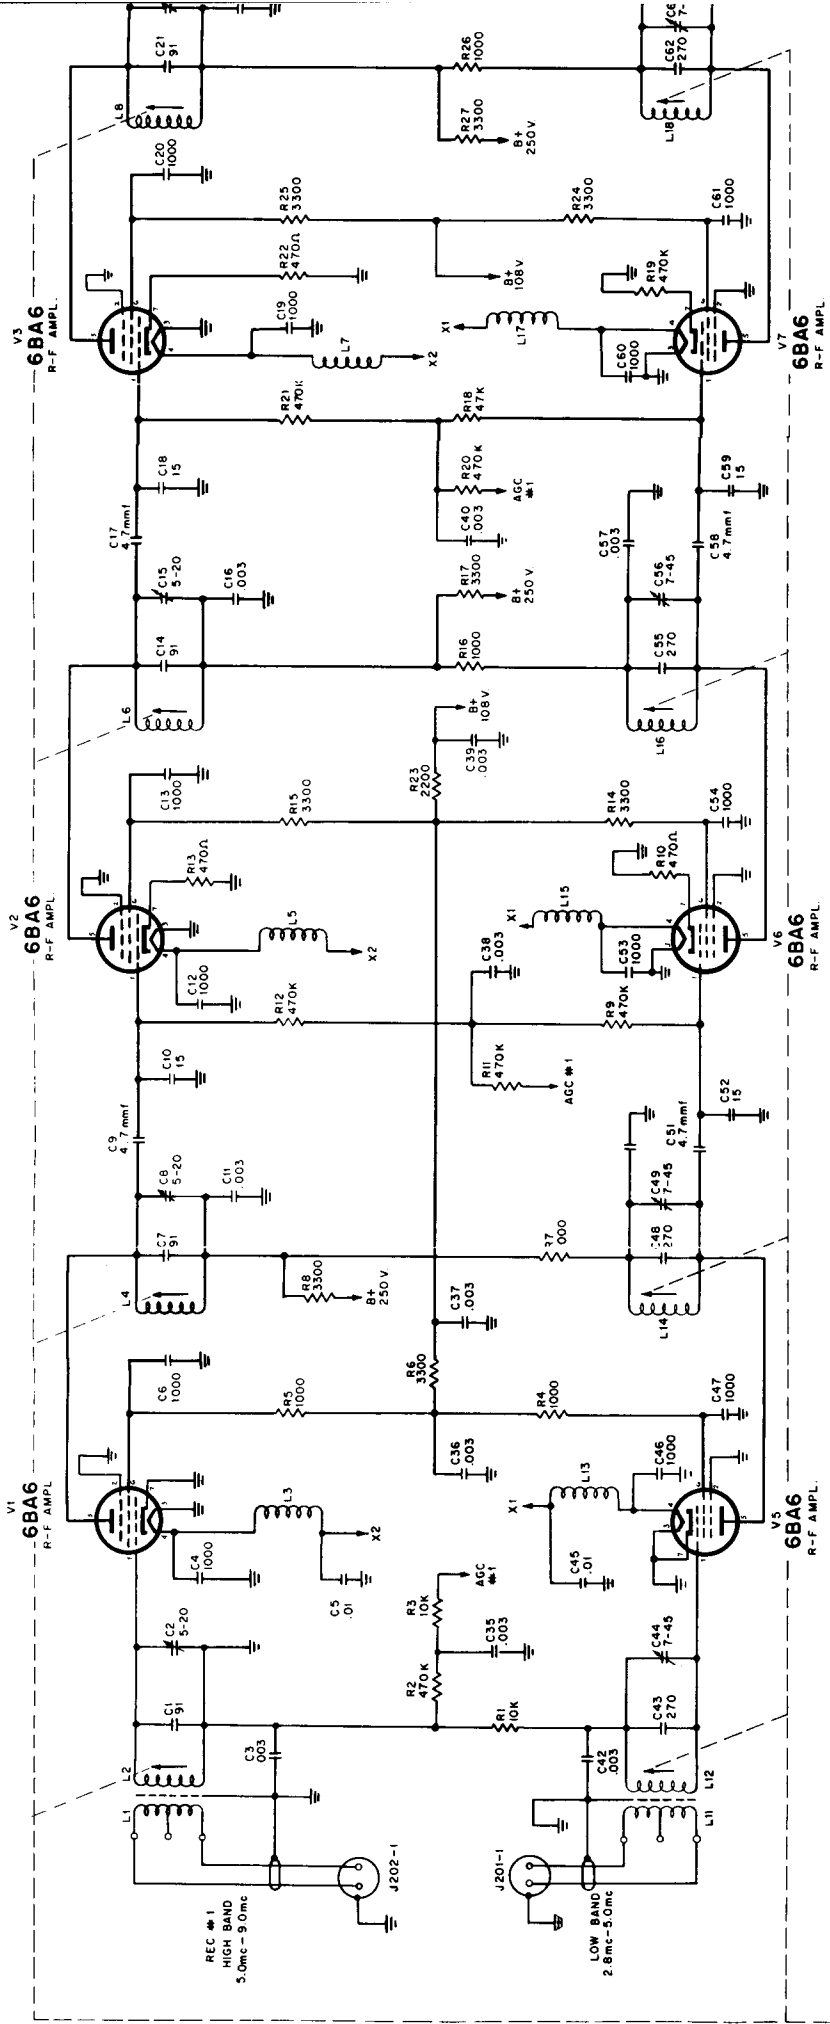 C21
91
L8
C20
1000
V3
6BA6
R-F AMPL.
R25
3300
R22
470Ω
C19
1000
L7
X2
R26
1000
R27
3300
B+
250 V
R24
3300
B+
108V
X1
L17
C62
270
L18
C61
1000
R19
470K
C60
1000
V7
6BA6
R-F AMPL.
R21
470K
R18
47K
R20
470K
AGC
#1
C40
.003
C18
15
C17
4.7mmf
C15
5-20
C16
.003
C14
91
L6
R17
3300
B+
250 V
R16
1000
C59
15
C57
.003
C58
4.7mmf
C56
7-45
C55
270
L16
B+
108V
C39
.003
R23
2200
C13
1000
R15
3300
R14
3300
C54
1000
V2
6BA6
R-F AMPL.
R13
470Ω
L5
X2
C12
1000
R12
470K
R10
470Ω
X1
L15
C53
1000
V6
6BA6
R-F AMPL.
C38
.003
R9
470K
R11
470K
AGC #1
C10
15
C9
4.7mmf
C8
5-20
C11
.003
C7
91
L4
R8
3300
B+
250 V
C52
15
C51
4.7mmf
C49
7-45
C48
270
R7
000
L14
C37
.003
R6
3300
C6
1000
R5
1000
R4
1000
C47
1000
C36
.003
V1
6BA6
R-F AMPL
L3
X2
C4
1000
C5
.01
X1
L13
C46
1000
C45
.01
V5
6BA6
R-F AMPL.
AGC
#1
R3
10K
C35
.003
R2
470K
R1
10K
C2
5-20
C1
91
L2
L1
C3
.003
C44
7-45
C43
270
C42
.003
L12
L11
J202-1
J201-1
REC #1
HIGH BAND
5.0mc-9.0mc
LOW BAND
2.8mc-5.0mc